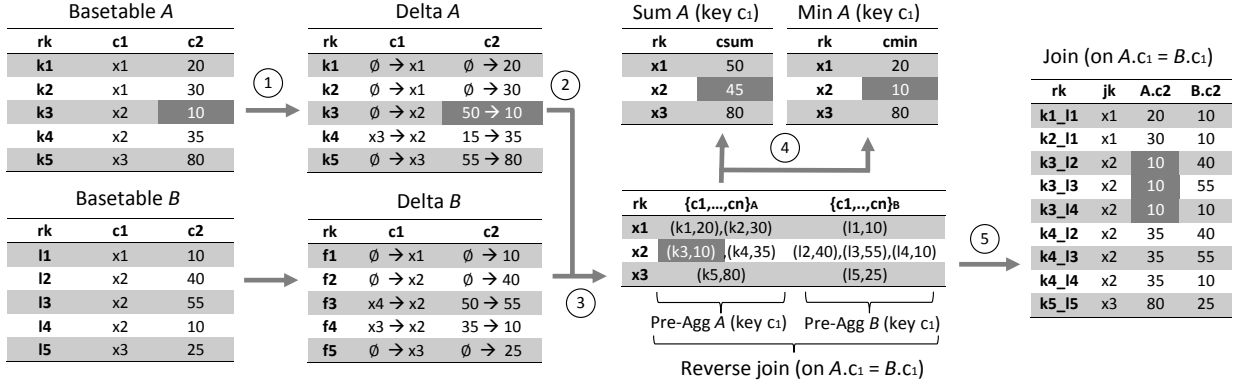 Basetable A
rk c1 c2
k1 x1 20
k2 x1 30
k3 x2 10
k4 x2 35
k5 x3 80
Basetable B
rk c1 c2
l1 x1 10
l2 x2 40
l3 x2 55
l4 x2 10
l5 x3 25
1
Delta A
rk c1 c2
k1 ∅ → x1 ∅ → 20
k2 ∅ → x1 ∅ → 30
k3 ∅ → x2 50 → 10
k4 x3 → x2 15 → 35
k5 ∅ → x3 55 → 80
Delta B
rk c1 c2
f1 ∅ → x1 ∅ → 10
f2 ∅ → x2 ∅ → 40
f3 x4 → x2 50 → 55
f4 x3 → x2 35 → 10
f5 ∅ → x3 ∅ → 25
2
3
Sum A (key c1)
rk csum
x1 50
x2 45
x3 80
Min A (key c1)
rk cmin
x1 20
x2 10
x3 80
4
rk {c1,...,cn}A {c1,..,cn}B
x1 (k1,20),(k2,30) (l1,10)
x2 (k3,10) ,(k4,35) (l2,40),(l3,55),(l4,10)
x3 (k5,80) (l5,25)
Pre-Agg A (key c1) Pre-Agg B (key c1)
Reverse join (on A.c1 = B.c1)
5
Join (on A.c1 = B.c1)
rk jk A.c2 B.c2
k1_l1 x1 20 10
k2_l1 x1 30 10
k3_l2 x2 10 40
k3_l3 x2 10 55
k3_l4 x2 10 10
k4_l2 x2 35 40
k4_l3 x2 35 55
k4_l4 x2 35 10
k5_l5 x3 80 25